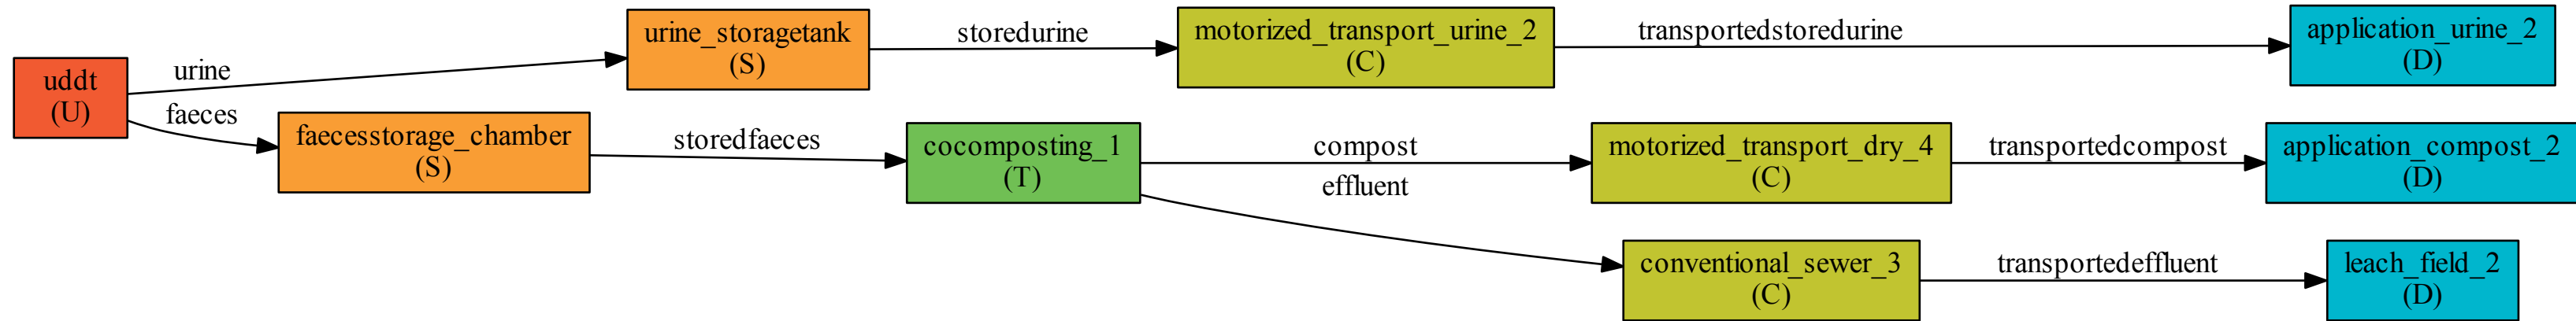 uddt
(U)
urine
faeces
urine_storagetank
(S)
faecesstorage_chamber
(S)
storedurine
storedfaeces
motorized_transport_urine_2
(C)
cocomposting_1
(T)
transportedstoredurine
compost
effluent
motorized_transport_dry_4
(C)
conventional_sewer_3
(C)
transportedcompost
transportedeffluent
application_urine_2
(D)
application_compost_2
(D)
leach_field_2
(D)